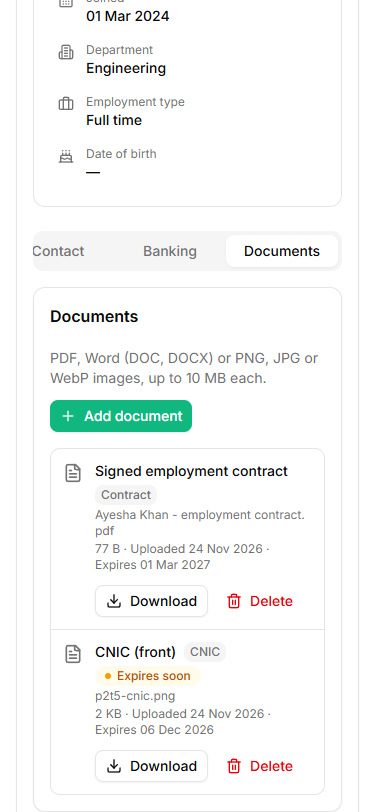 Joined
01 Mar 2024
Department
Engineering
Employment type
Full time
Date of birth
—
Contact
Banking
Documents
Documents
PDF, Word (DOC, DOCX) or PNG, JPG or
WebP images, up to 10 MB each.
+ Add document
Signed employment contract
Contract
Ayesha Khan - employment contract.
pdf
77 B · Uploaded 24 Nov 2026 ·
Expires 01 Mar 2027
Download
Delete
CNIC (front) CNIC
Expires soon
p2t5-cnic.png
2 KB · Uploaded 24 Nov 2026 ·
Expires 06 Dec 2026
Download
Delete